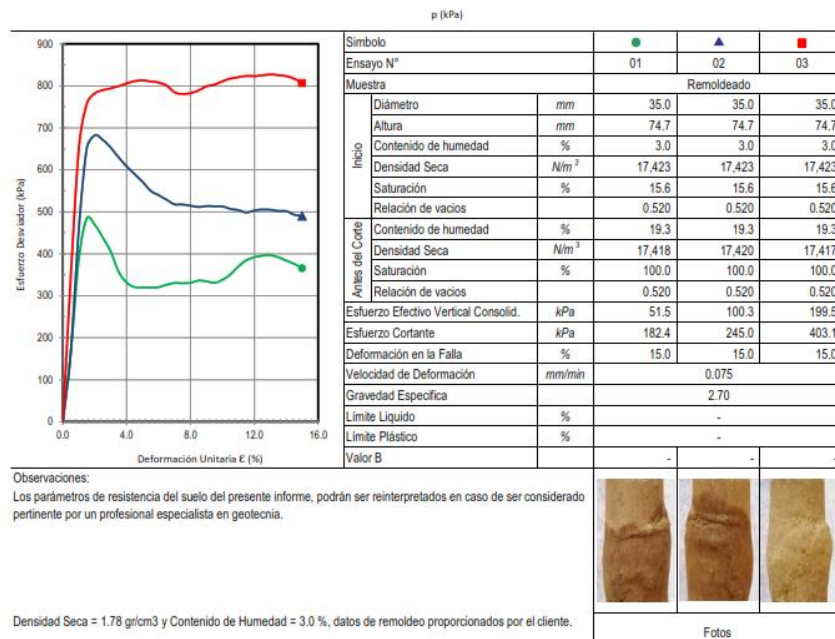 p (kPa)
900
800
700
600
500
400
300
200
100
0
Esfuerzo Desviador (kPa)
0.0 4.0 8.0 12.0 16.0
Deformación Unitaria Ɛ (%)
Simbolo
Ensayo N° 01 02 03
Muestra Remoldeado
Inicio
Diámetro mm 35.0 35.0 35.0
Altura mm 74.7 74.7 74.7
Contenido de humedad % 3.0 3.0 3.0
Densidad Seca N/m³ 17,423 17,423 17,423
Saturación % 15.6 15.6 15.6
Relación de vacios 0.520 0.520 0.520
Antes del Corte
Contenido de humedad % 19.3 19.3 19.3
Densidad Seca N/m³ 17,418 17,420 17,417
Saturación % 100.0 100.0 100.0
Relación de vacios 0.520 0.520 0.520
Esfuerzo Efectivo Vertical Consolid. kPa 51.5 100.3 199.5
Esfuerzo Cortante kPa 182.4 245.0 403.1
Deformación en la Falla % 15.0 15.0 15.0
Velocidad de Deformación mm/min 0.075
Gravedad Especifica 2.70
Límite Liquido % -
Límite Plástico % -
Valor B - - -
Observaciones:
Los parámetros de resistencia del suelo del presente informe, podrán ser reinterpretados en caso de ser considerado
pertinente por un profesional especialista en geotecnia.
Densidad Seca = 1.78 gr/cm3 y Contenido de Humedad = 3.0 %, datos de remoldeo proporcionados por el cliente.
Fotos